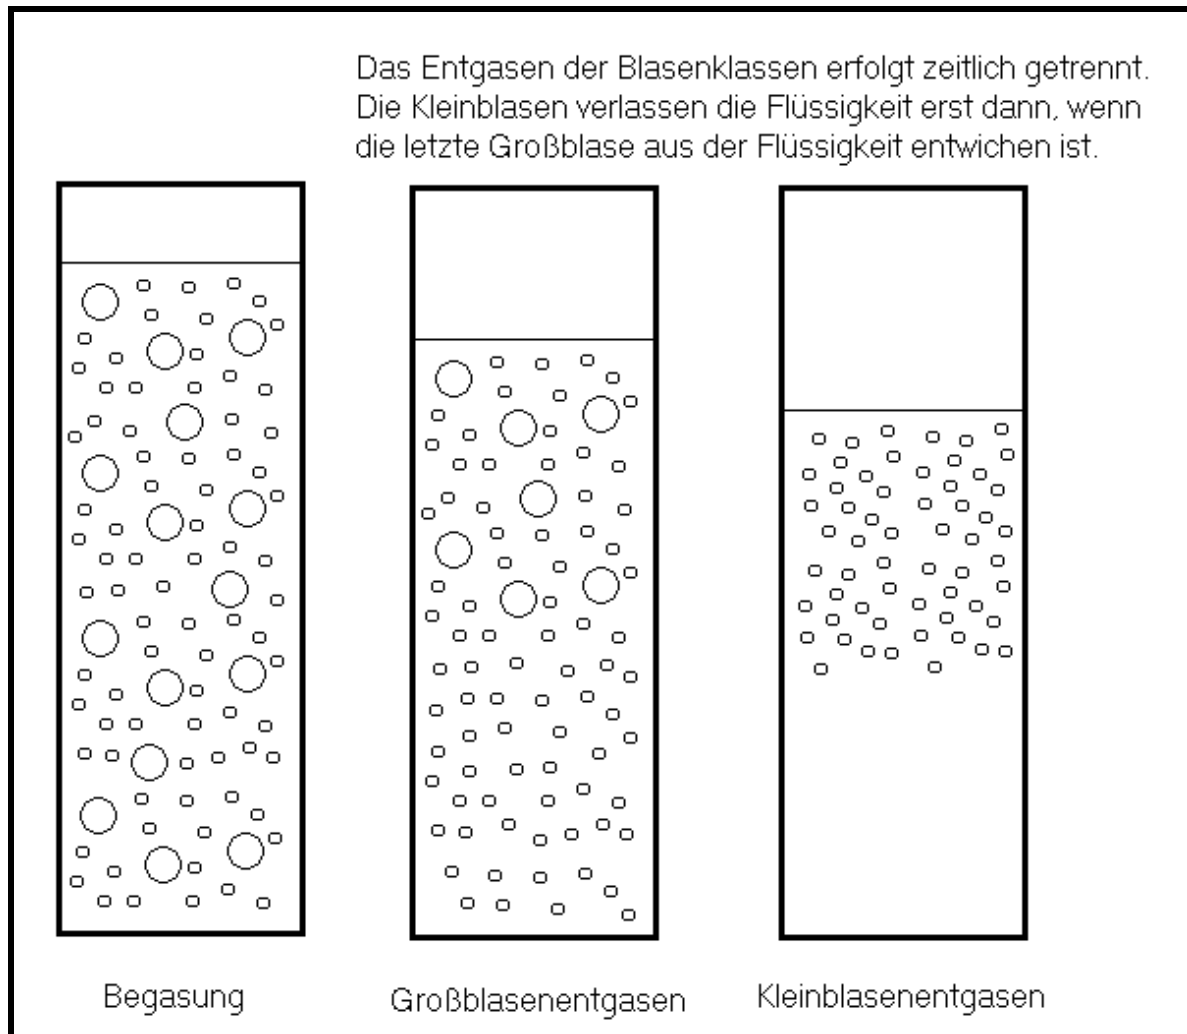 Das Entgasen der Blasenklassen erfolgt zeitlich getrennt.
Die Kleinblasen verlassen die Flüssigkeit erst dann, wenn
die letzte Großblase aus der Flüssigkeit entwichen ist.
Begasung
Großblasenentgasen
Kleinblasenentgasen